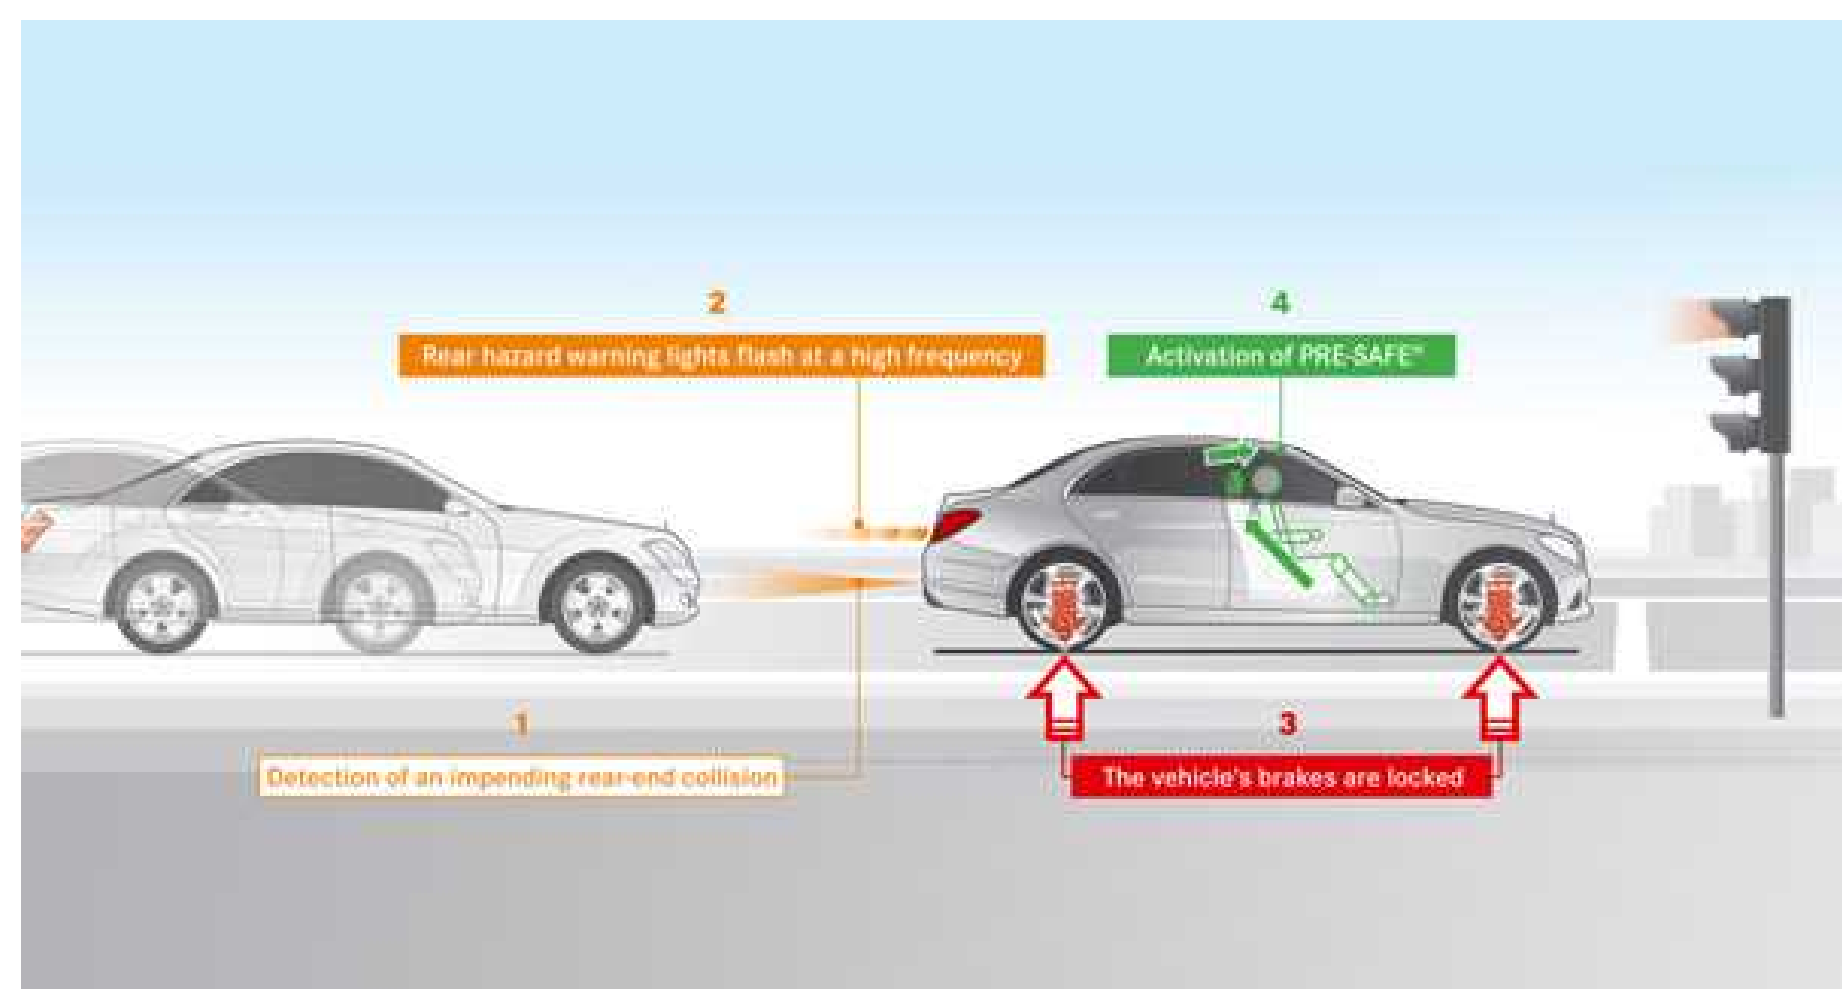 2
Rear hazard warning lights flash at a high frequency
4
Activation of PRE-SAFE®
1
Detection of an impending rear-end collision
3
The vehicle's brakes are locked